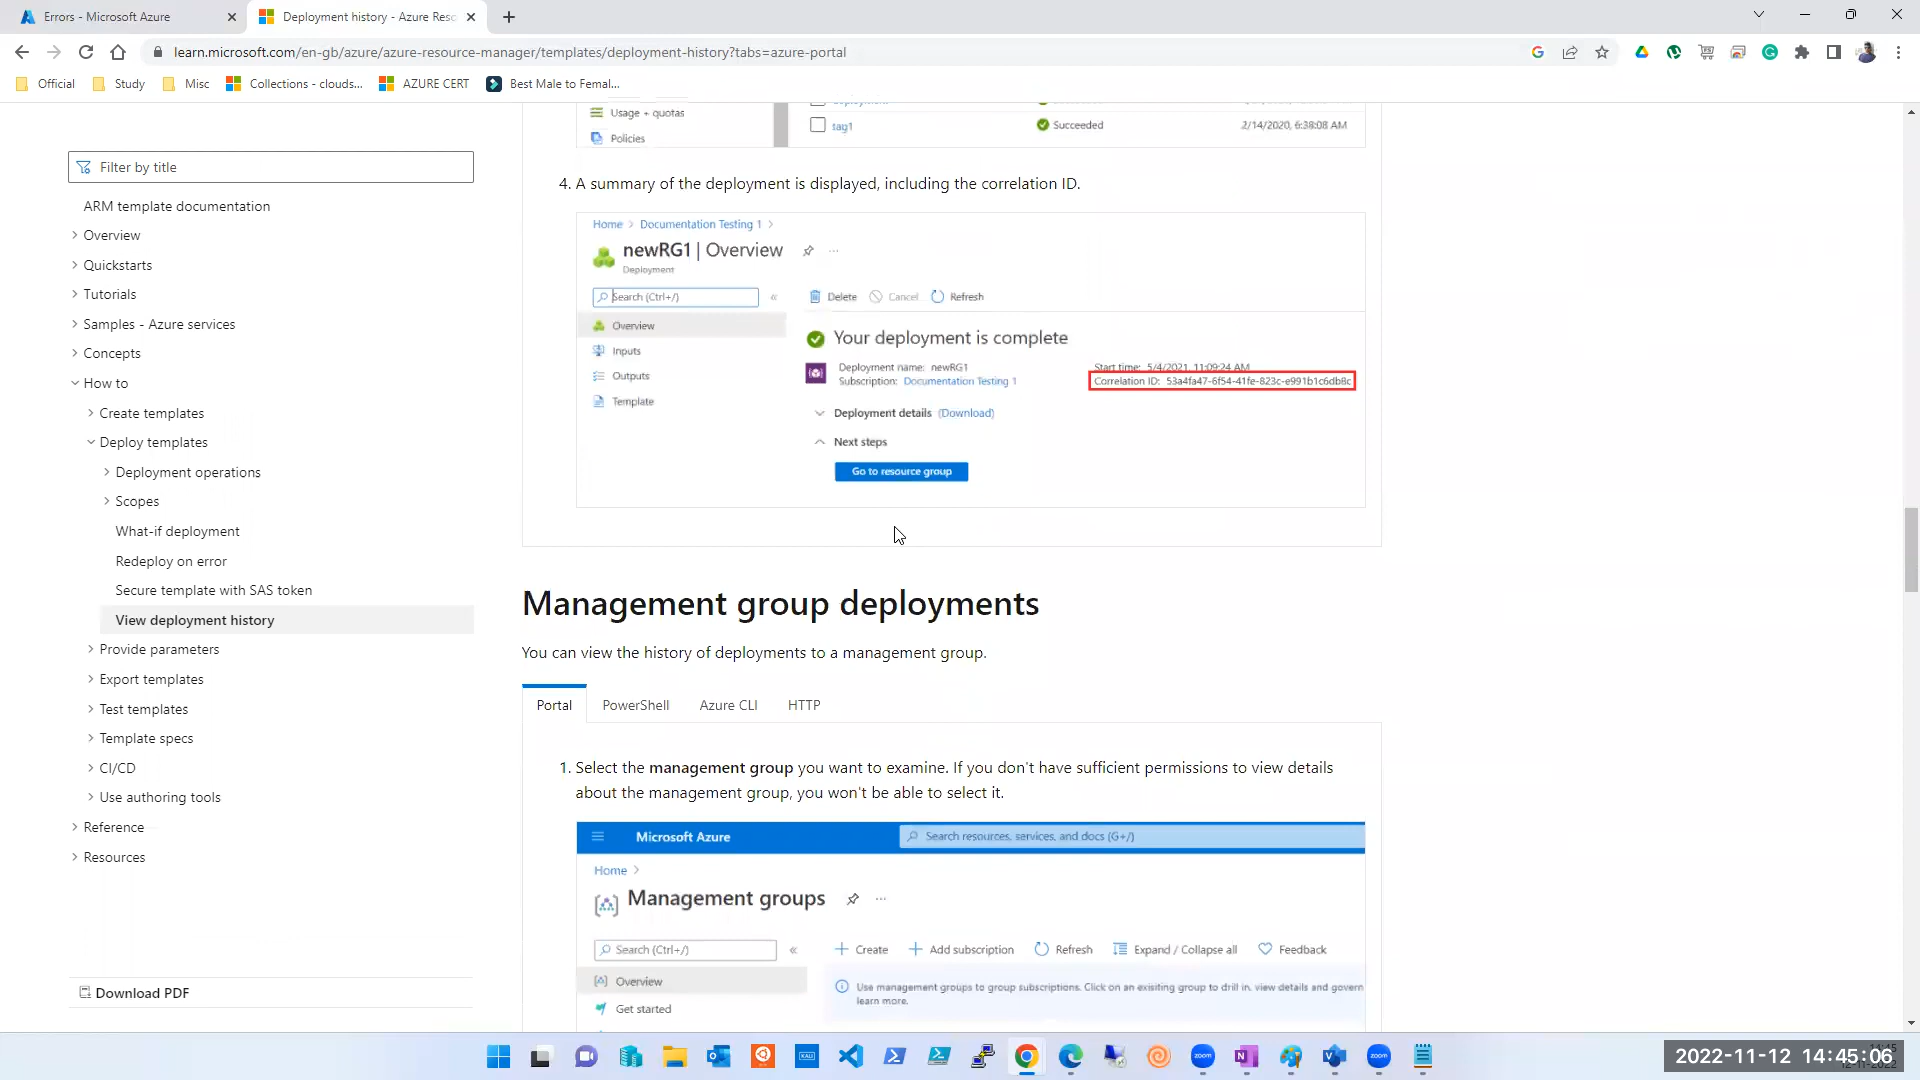 Errors - Microsoft Azure
Deployment history - Azure Reso
learn.microsoft.com/en-gb/azure/azure-resource-manager/templates/deployment-history?tabs=azure-portal
Official
Study
Misc
Collections - clouds...
AZURE CERT
Best Male to Femal...
Filter by title
ARM template documentation
Overview
Quickstarts
Tutorials
Samples - Azure services
Concepts
How to
Create templates
Deploy templates
Deployment operations
Scopes
What-if deployment
Redeploy on error
Secure template with SAS token
View deployment history
Provide parameters
Export templates
Test templates
Template specs
CI/CD
Use authoring tools
Reference
Resources
Download PDF
Usage + quotas
Policies
tag1
Succeeded
2/14/2020, 6:38:08 AM
4. A summary of the deployment is displayed, including the correlation ID.
Home > Documentation Testing 1 >
newRG1 | Overview
Deployment
Search (Ctrl+/)
Overview
Inputs
Outputs
Template
Delete
Cancel
Refresh
Your deployment is complete
Deployment name: newRG1
Subscription: Documentation Testing 1
Start time: 5/4/2021, 11:09:24 AM
Correlation ID: 53a4fa47-6f54-41fe-823c-e991b1c6db8c
Deployment details (Download)
Next steps
Go to resource group
Management group deployments
You can view the history of deployments to a management group.
Portal
PowerShell
Azure CLI
HTTP
1. Select the management group you want to examine. If you don't have sufficient permissions to view details
about the management group, you won't be able to select it.
Microsoft Azure
Search resources, services, and docs (G+/)
Home >
Management groups
Search (Ctrl+/)
Create
Add subscription
Refresh
Expand / Collapse all
Feedback
Overview
Get started
Use management groups to group subscriptions. Click on an exisiting group to drill in, view details and govern
learn more.
2022-11-12 14:45:06